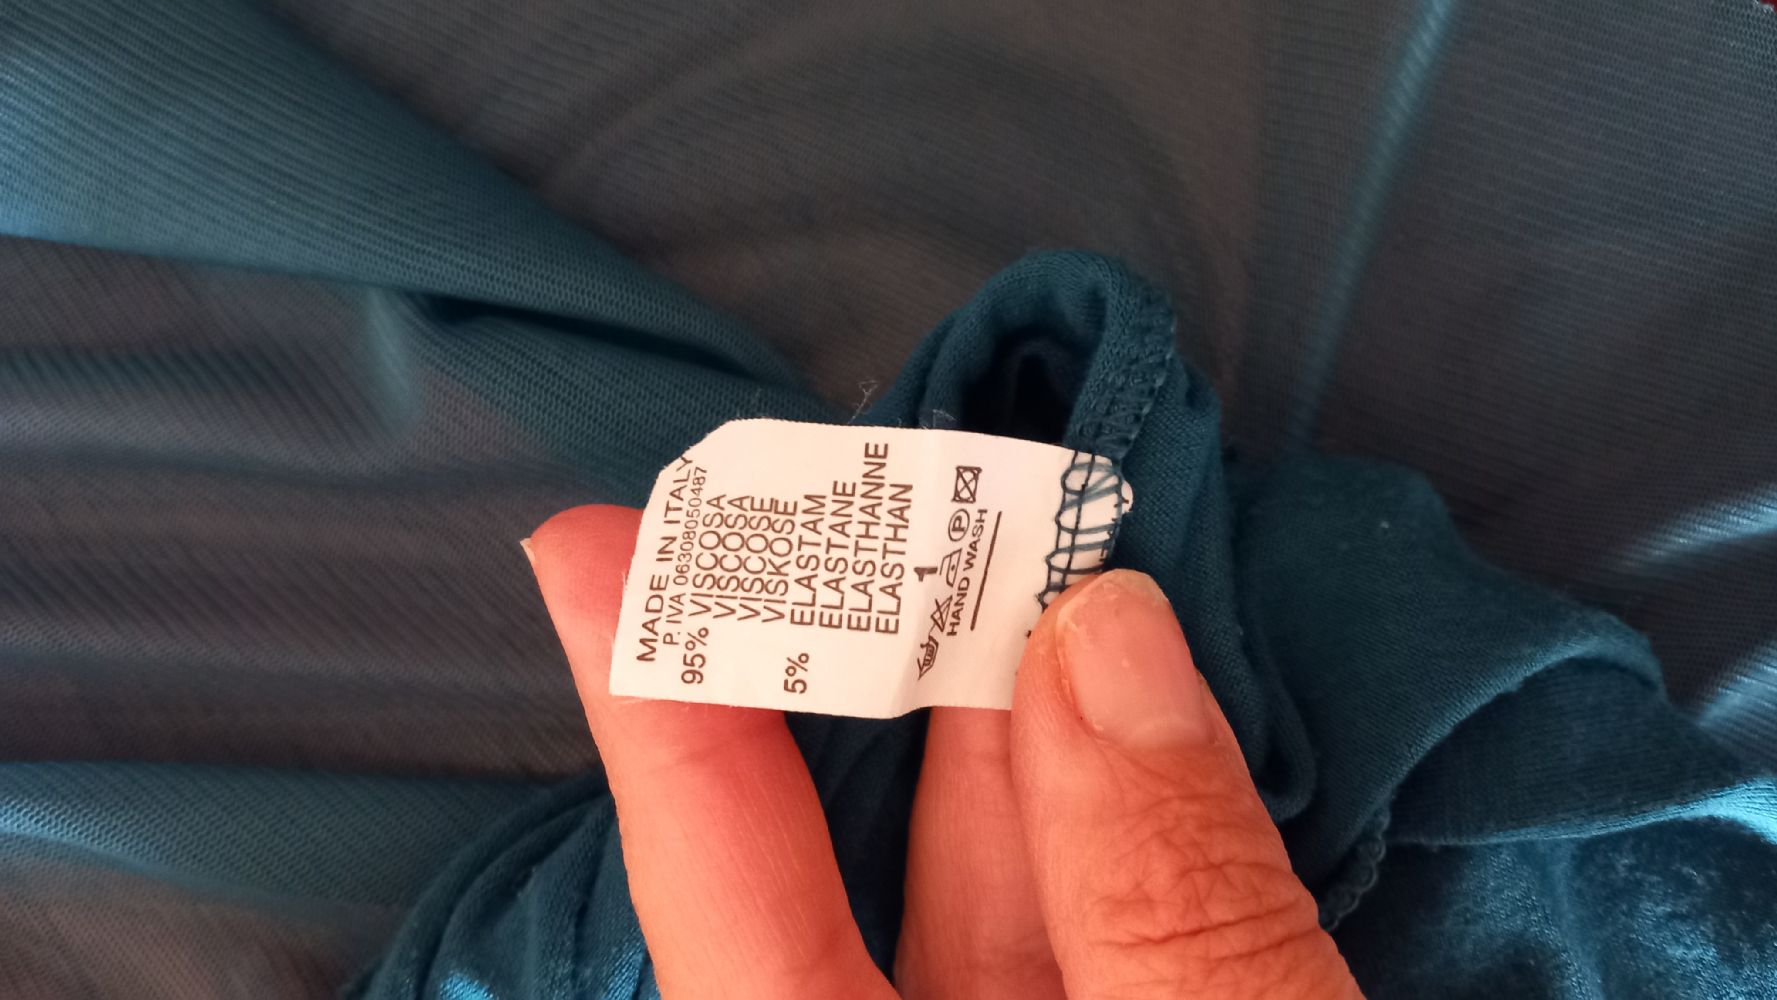 MADE IN ITALY
P. IVA 06308050487
95% VISCOSA
VISCOSA
VISCOSE
VISKOSE
5% ELASTAM
ELASTANE
ELASTHANNE
ELASTHAN
1
P
HAND WASH